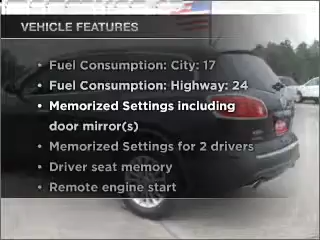 VEHICLE FEATURES
• Fuel Consumption: City: 17
• Fuel Consumption: Highway: 24
• Memorized Settings including
door mirror(s)
• Memorized Settings for 2 drivers
• Driver seat memory
• Remote engine start